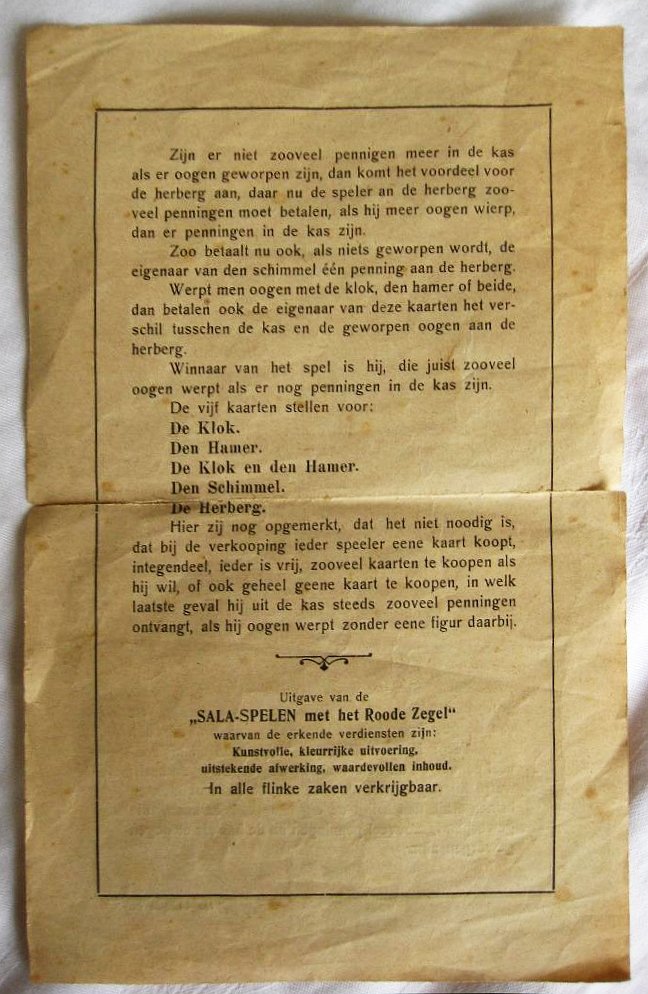 Zijn er niet zooveel pennigen meer in de kas
als er oogen geworpen zijn, dan komt het voordeel voor
de herberg aan, daar nu de speler an de herberg zoo-
veel penningen moet betalen, als hij meer oogen wierp,
dan er penningen in de kas zijn.
Zoo betaalt nu ook, als niets geworpen wordt, de
eigenaar van den schimmel één penning aan de herberg.
Werpt men oogen met de klok, den hamer of beide,
dan betalen ook de eigenaar van deze kaarten het ver-
schil tusschen de kas en de geworpen oogen aan de
herberg.
Winnaar van het spel is hij, die juist zooveel
oogen werpt als er nog penningen in de kas zijn.
De vijf kaarten stellen voor:
De Klok.
Den Hamer.
De Klok en den Hamer.
Den Schimmel.
De Herberg.
Hier zij nog opgemerkt, dat het niet noodig is,
dat bij de verkooping ieder speeler eene kaart koopt,
integendeel, ieder is vrij, zooveel kaarten te koopen als
hij wil, of ook geheel geene kaart te koopen, in welk
laatste geval hij uit de kas steeds zooveel penningen
ontvangt, als hij oogen werpt zonder eene figur daarbij.
Uitgave van de
„SALA-SPELEN met het Roode Zegel“
waarvan de erkende verdiensten zijn:
Kunstvolle, kleurrijke uitvoering,
uitstekende afwerking, waardevollen inhoud.
In alle flinke zaken verkrijgbaar.